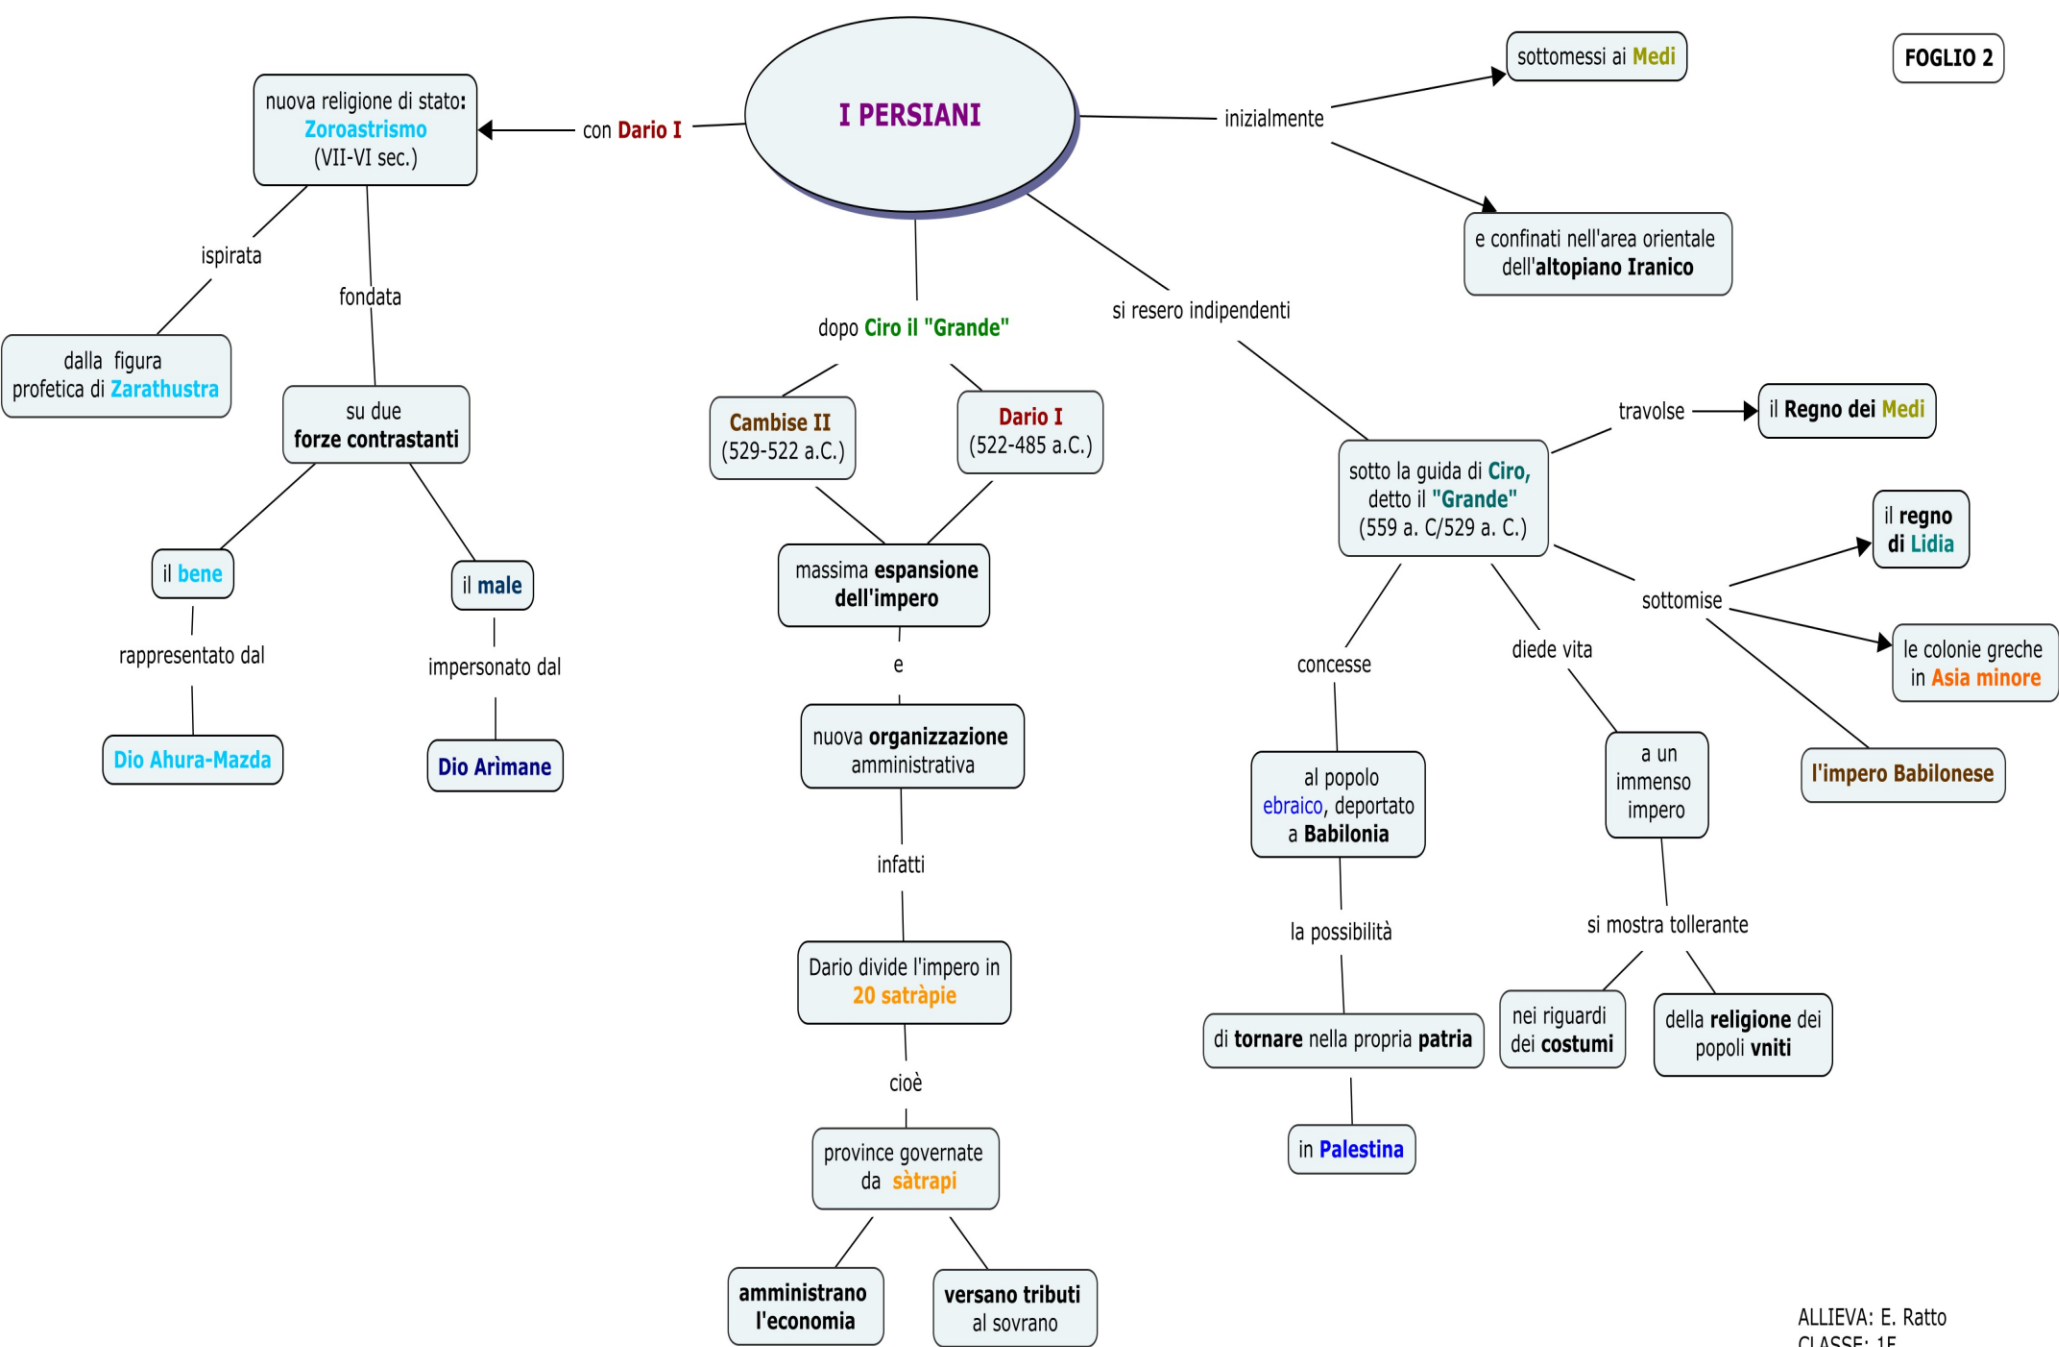 I PERSIANI
FOGLIO 2
inizialmente
sottomessi ai Medi
e confinati nell'area orientale
dell'altopiano Iranico
con Dario I
nuova religione di stato:
Zoroastrismo
(VII-VI sec.)
ispirata
dalla figura
profetica di Zarathustra
fondata
su due
forze contrastanti
il bene
rappresentato dal
Dio Ahura-Mazda
il male
impersonato dal
Dio Arìmane
dopo Ciro il "Grande"
Cambise II
(529-522 a.C.)
Dario I
(522-485 a.C.)
massima espansione
dell'impero
e
nuova organizzazione
amministrativa
infatti
Dario divide l'impero in
20 satràpie
cioè
province governate
da sàtrapi
amministrano
l'economia
versano tributi
al sovrano
si resero indipendenti
sotto la guida di Ciro,
detto il "Grande"
(559 a. C/529 a. C.)
travolse
il Regno dei Medi
sottomise
il regno
di Lidia
le colonie greche
in Asia minore
l'impero Babilonese
concesse
al popolo
ebraico, deportato
a Babilonia
la possibilità
di tornare nella propria patria
in Palestina
diede vita
a un
immenso
impero
si mostra tollerante
nei riguardi
dei costumi
della religione dei
popoli vniti
ALLIEVA: E. Ratto
CLASSE: